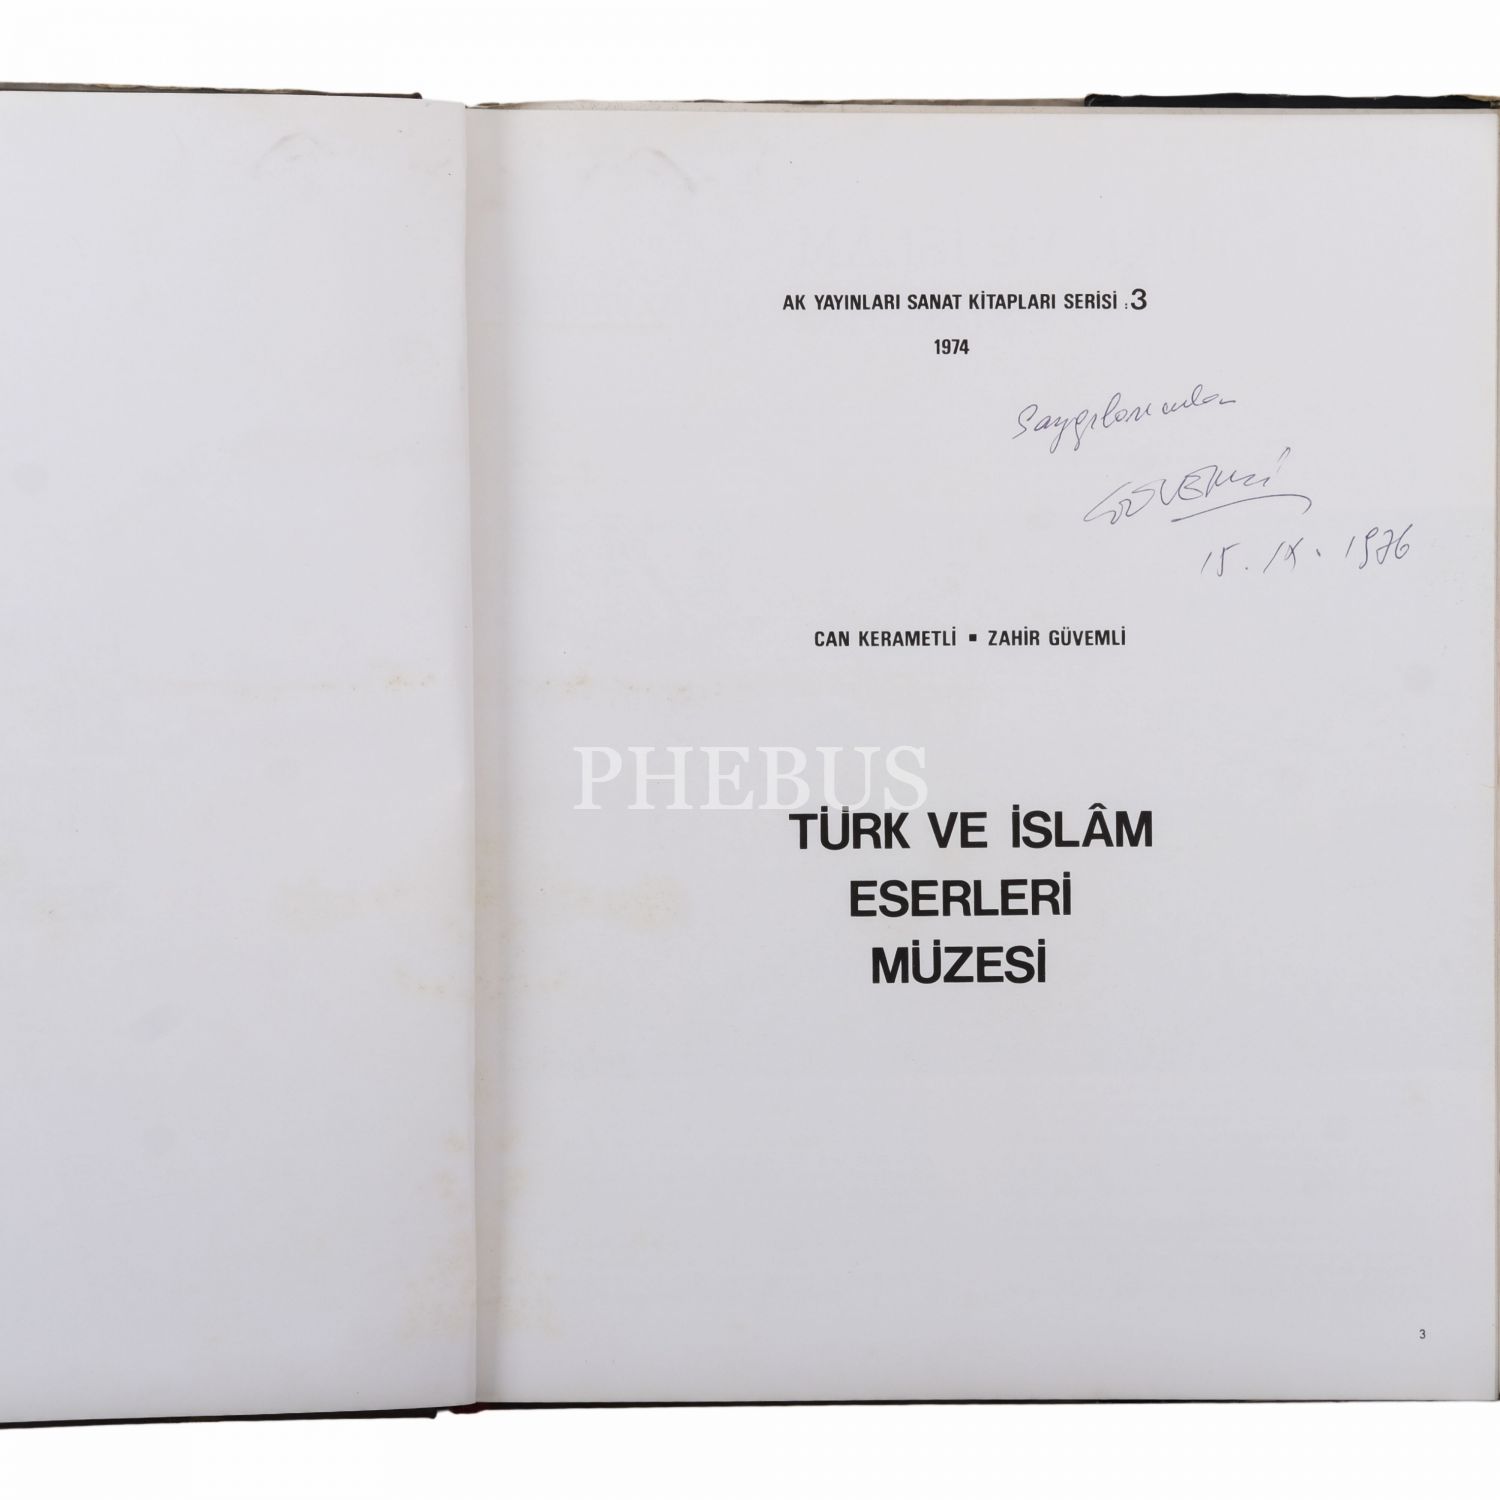 AK YAYINLARI SANAT KİTAPLARI SERİSİ : 3
1974
Saygılarımla
GÜVEMLİ
15. IX. 1976
CAN KERAMETLİ ▪ ZAHİR GÜVEMLİ
PHEBUS
TÜRK VE İSLÂM
ESERLERİ
MÜZESİ
3